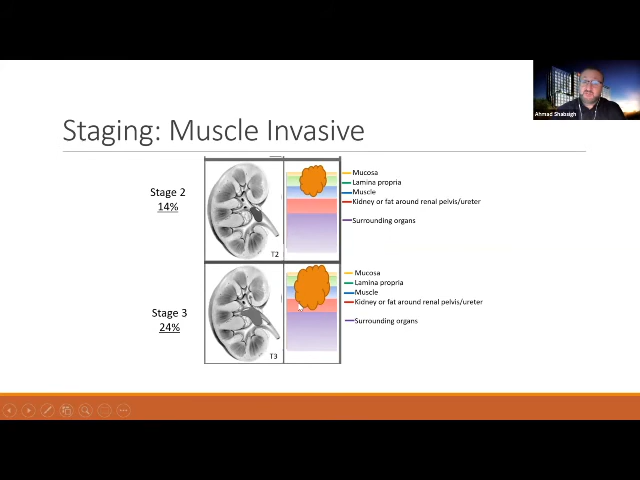 Ahmad Shabsigh
Staging: Muscle Invasive
Stage 2
14%
Mucosa
Lamina propria
Muscle
Kidney or fat around renal pelvis/ureter
Surrounding organs
T2
Stage 3
24%
Mucosa
Lamina propria
Muscle
Kidney or fat around renal pelvis/ureter
Surrounding organs
T3